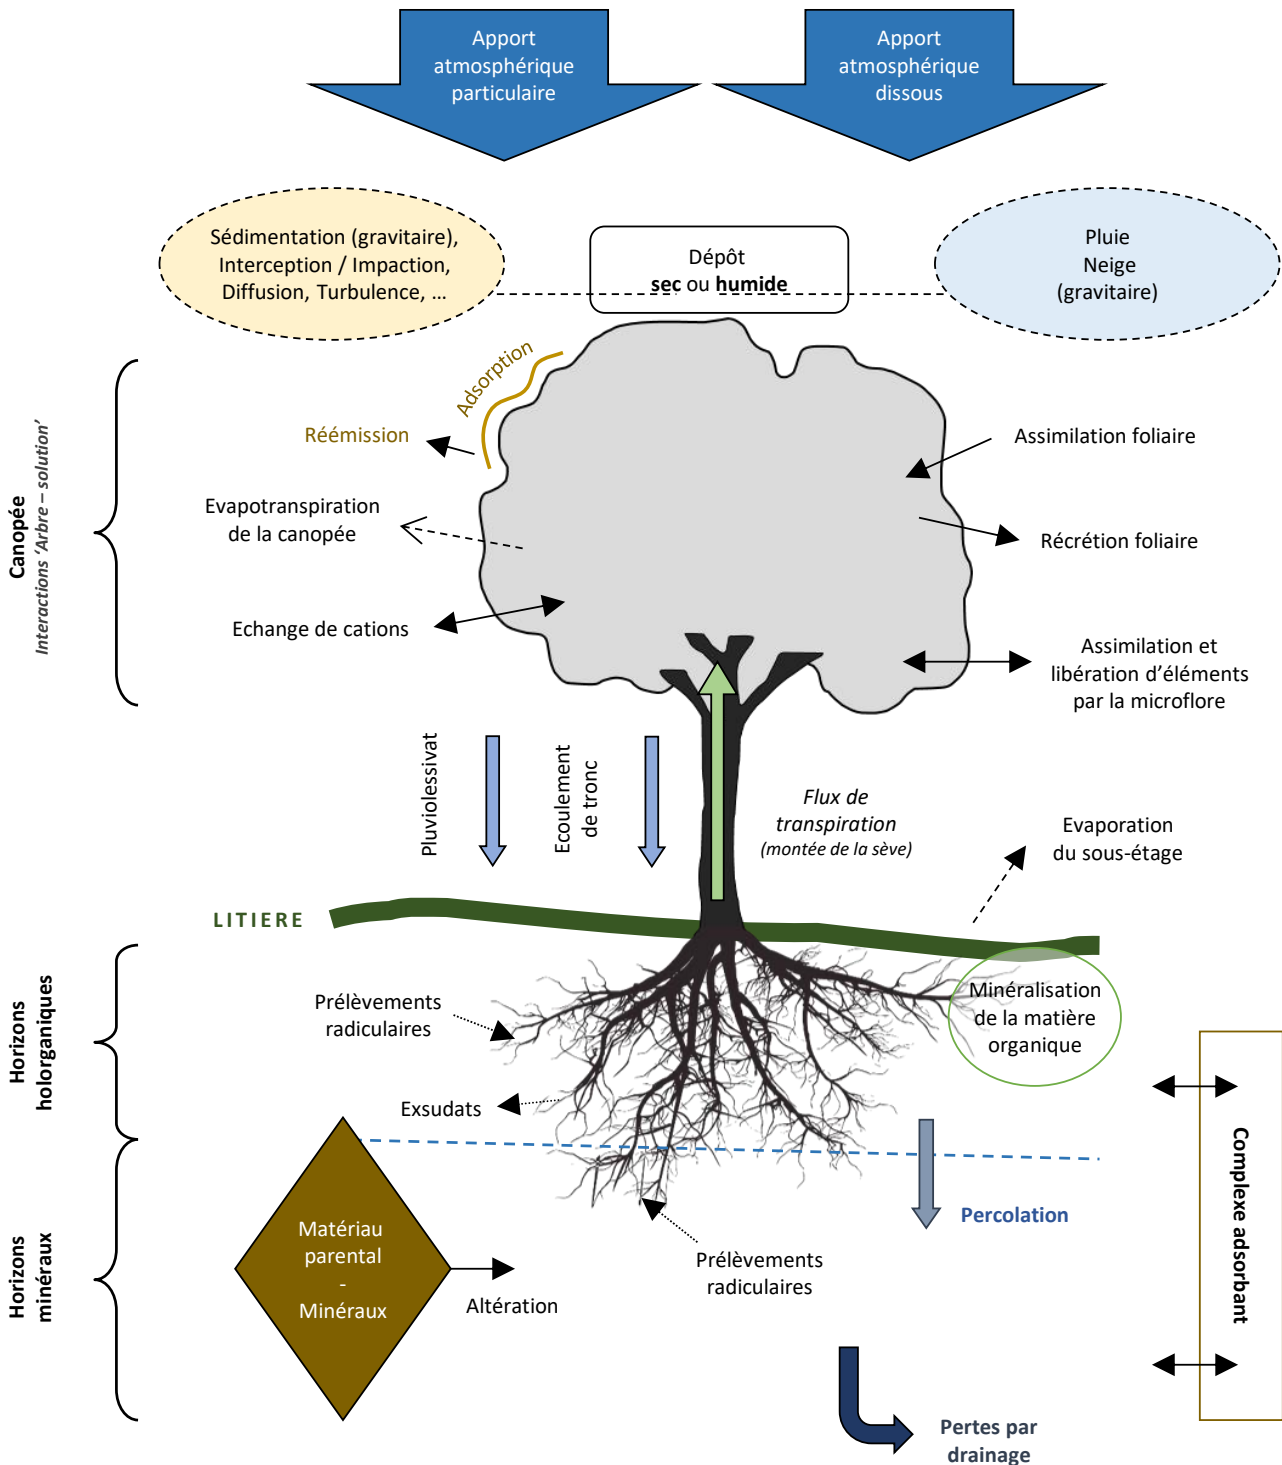 Apport
atmosphérique
particulaire
Apport
atmosphérique
dissous
Sédimentation (gravitaire),
Interception / Impaction,
Diffusion, Turbulence, ...
Dépôt
sec ou humide
Pluie
Neige
(gravitaire)
Canopée
Interactions ‘Arbre – solution’
Adsorption
Réémission
Evapotranspiration
de la canopée
Echange de cations
Assimilation foliaire
Récrétion foliaire
Assimilation et
libération d’éléments
par la microflore
Pluviolessivat
Ecoulement
de tronc
Flux de
transpiration
(montée de la sève)
Evaporation
du sous-étage
LITIERE
Horizons
holorganiques
Prélèvements
radiculaires
Exsudats
Minéralisation
de la matière
organique
Horizons
minéraux
Matériau
parental
-
Minéraux
Altération
Prélèvements
radiculaires
Percolation
Complexe adsorbant
Pertes par
drainage